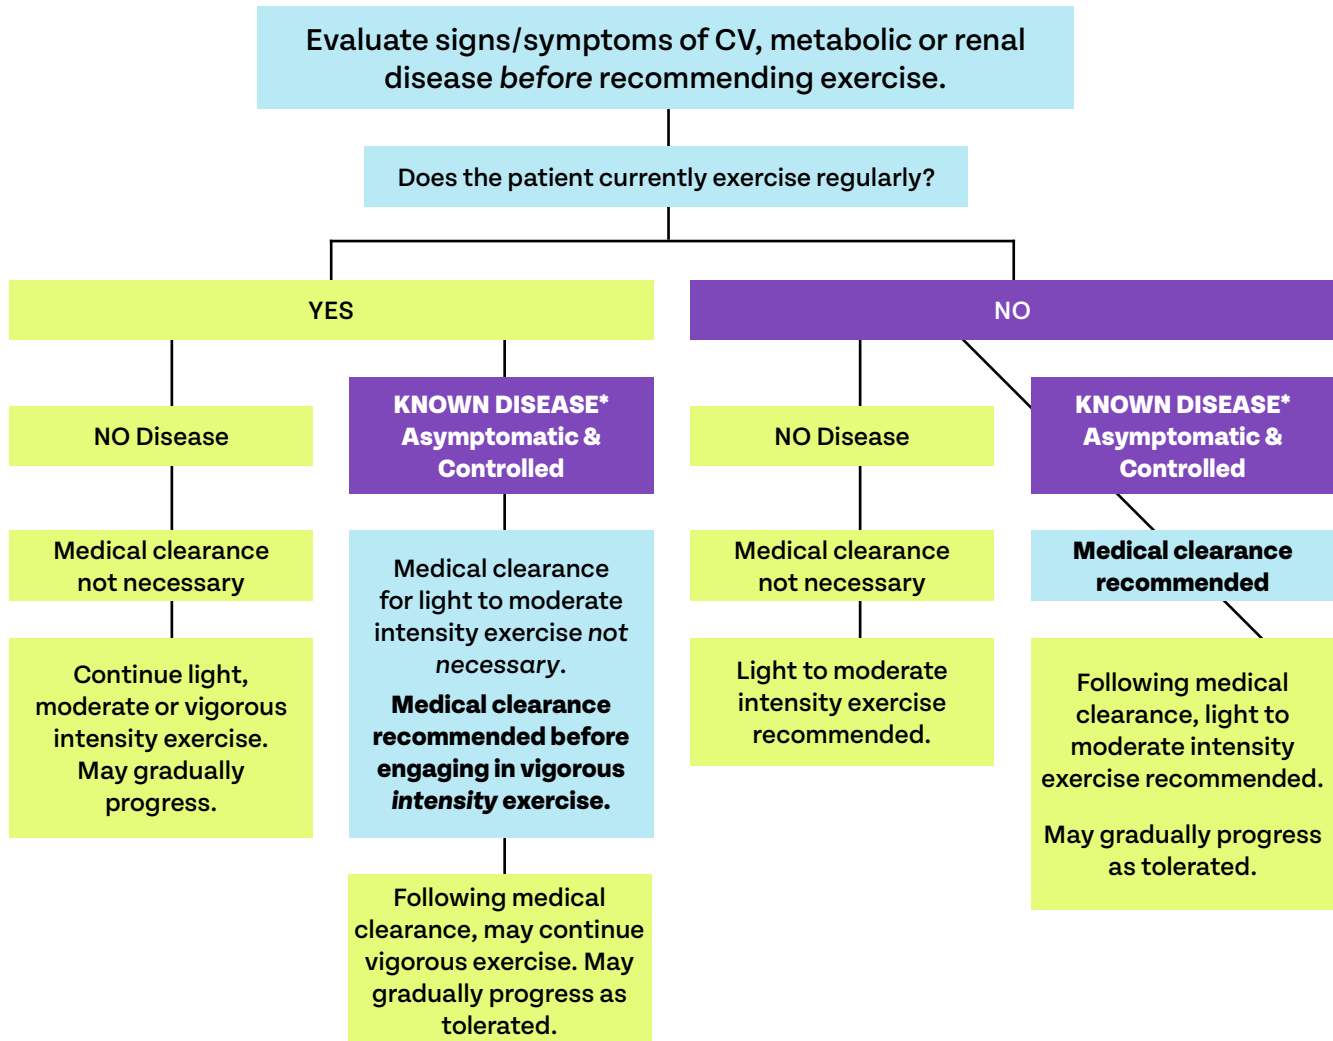 Evaluate signs/symptoms of CV, metabolic or renal
disease before recommending exercise.
Does the patient currently exercise regularly?
YES
NO Disease
Medical clearance
not necessary
Continue light,
moderate or vigorous
intensity exercise.
May gradually
progress.
KNOWN DISEASE*
Asymptomatic &
Controlled
Medical clearance
for light to moderate
intensity exercise not
necessary.
Medical clearance
recommended before
engaging in vigorous
intensity exercise.
Following medical
clearance, may continue
vigorous exercise. May
gradually progress as
tolerated.
NO
NO Disease
Medical clearance
not necessary
Light to moderate
intensity exercise
recommended.
KNOWN DISEASE*
Asymptomatic &
Controlled
Medical clearance
recommended
Following medical
clearance, light to
moderate intensity
exercise recommended.
May gradually progress
as tolerated.